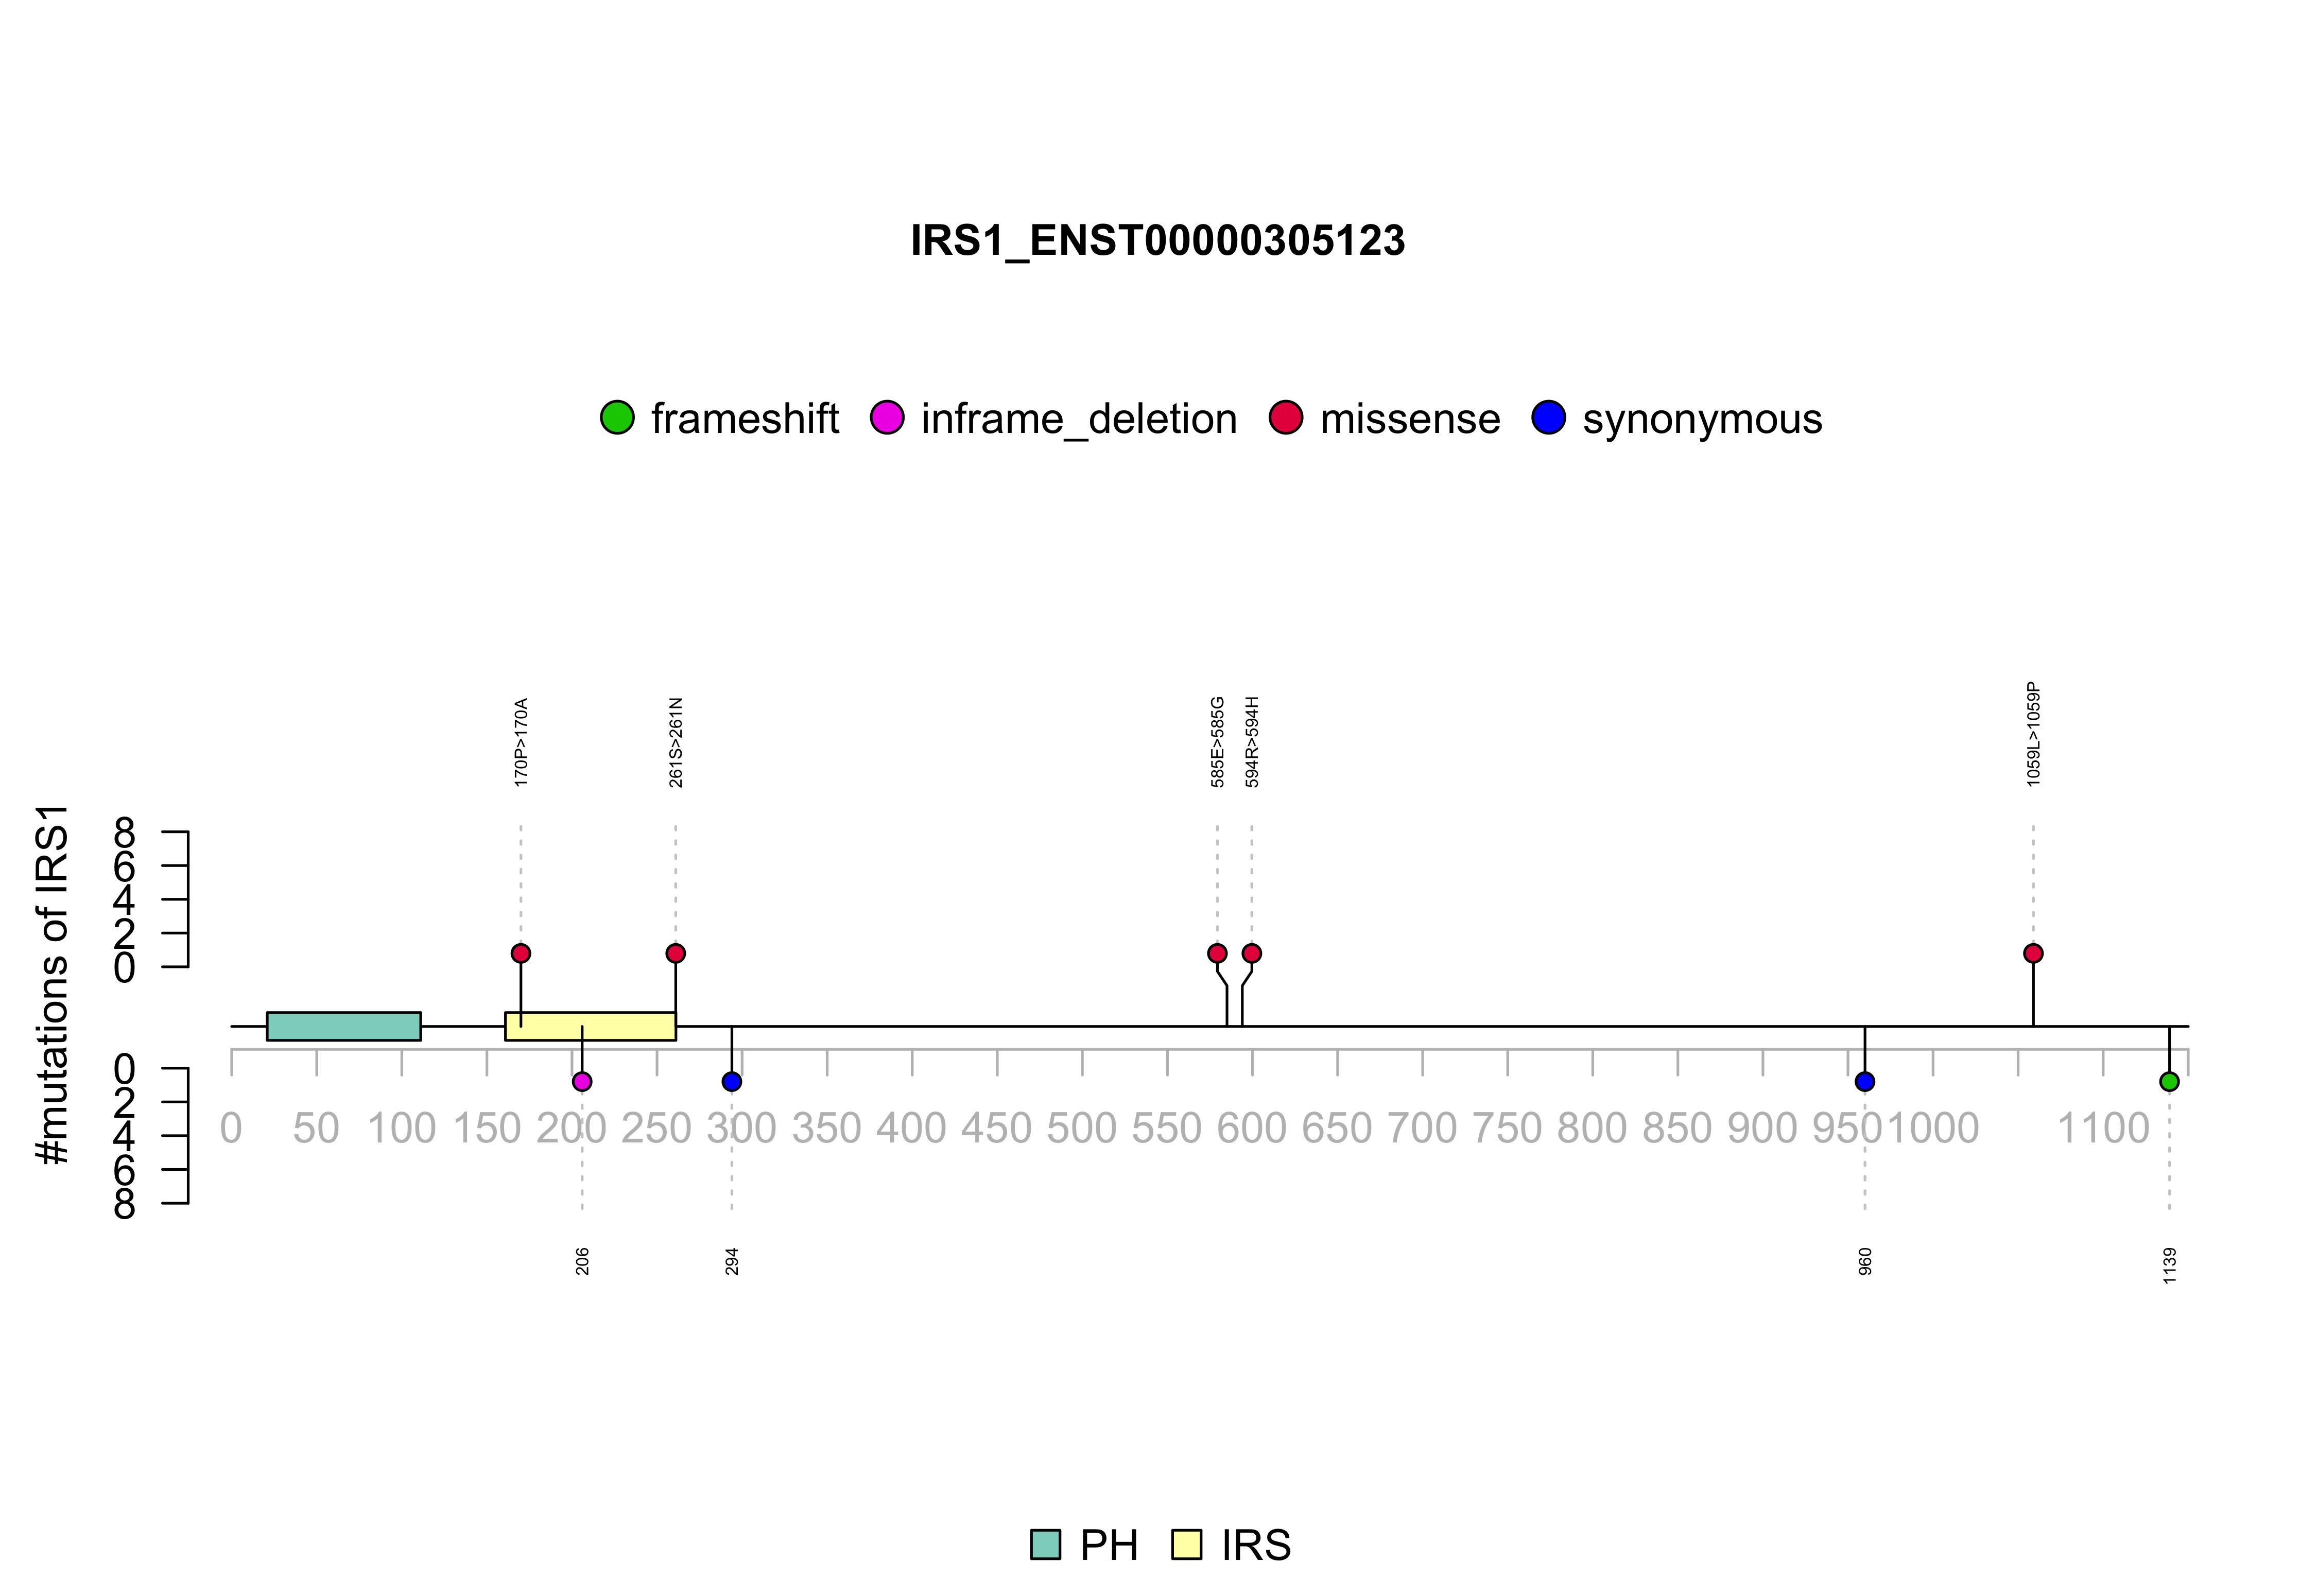 IRS1_ENST00000305123
frameshift inframe_deletion missense synonymous
170P>170A 261S>261N 585E>585G 594R>594H 1059L>1059P
#mutations of IRS1
8
6
4
2
0
0
2
4
6
8
0 50 100 150 200 250 300 350 400 450 500 550 600 650 700 750 800 850 900 950 1000 1100
206 294 960 1139
PH IRS